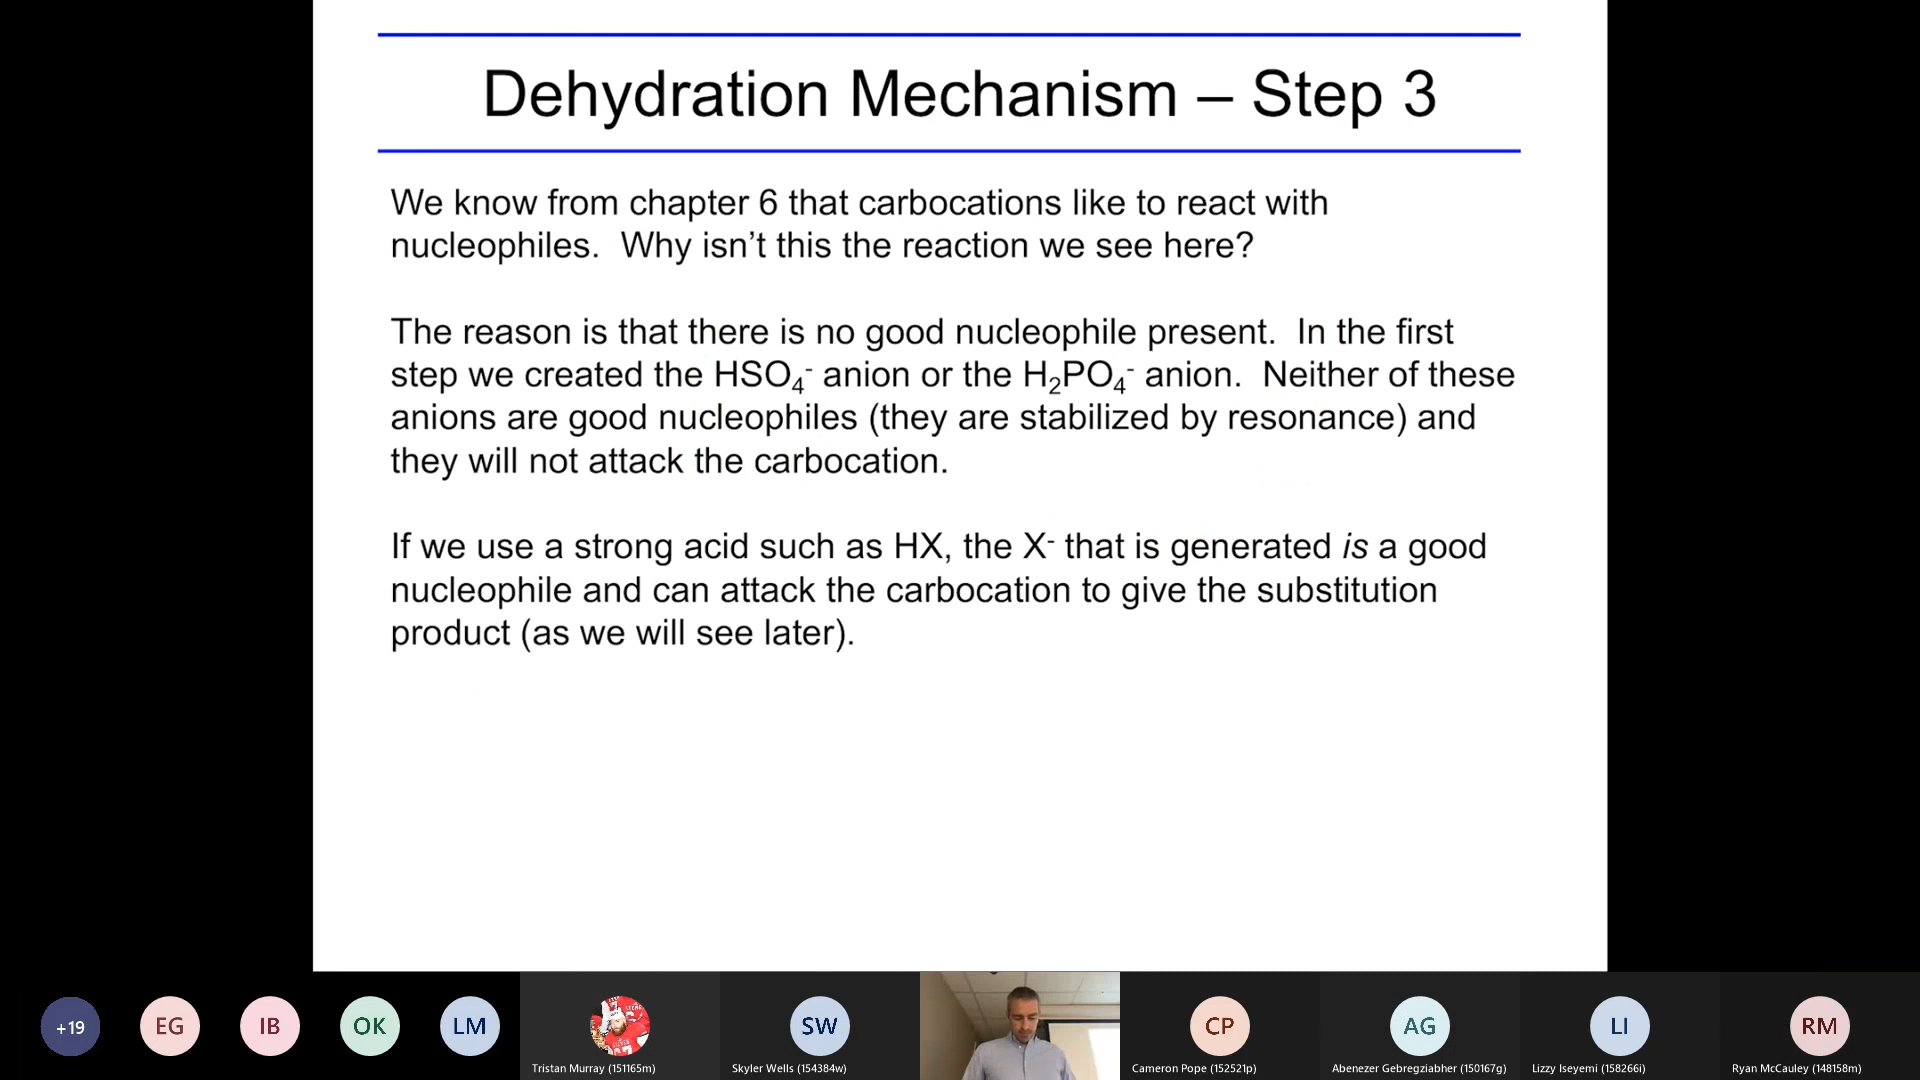 Dehydration Mechanism – Step 3
We know from chapter 6 that carbocations like to react with
nucleophiles.  Why isn’t this the reaction we see here?
The reason is that there is no good nucleophile present.  In the first
step we created the HSO₄⁻ anion or the H₂PO₄⁻ anion.  Neither of these
anions are good nucleophiles (they are stabilized by resonance) and
they will not attack the carbocation.
If we use a strong acid such as HX, the X⁻ that is generated is a good
nucleophile and can attack the carbocation to give the substitution
product (as we will see later).
+19
EG
IB
OK
LM
Tristan Murray (151165m)
SW
Skyler Wells (154384w)
CP
Cameron Pope (152521p)
AG
Abenezer Gebregziabher (150167g)
LI
Lizzy Iseyemi (158266i)
RM
Ryan McCauley (148158m)